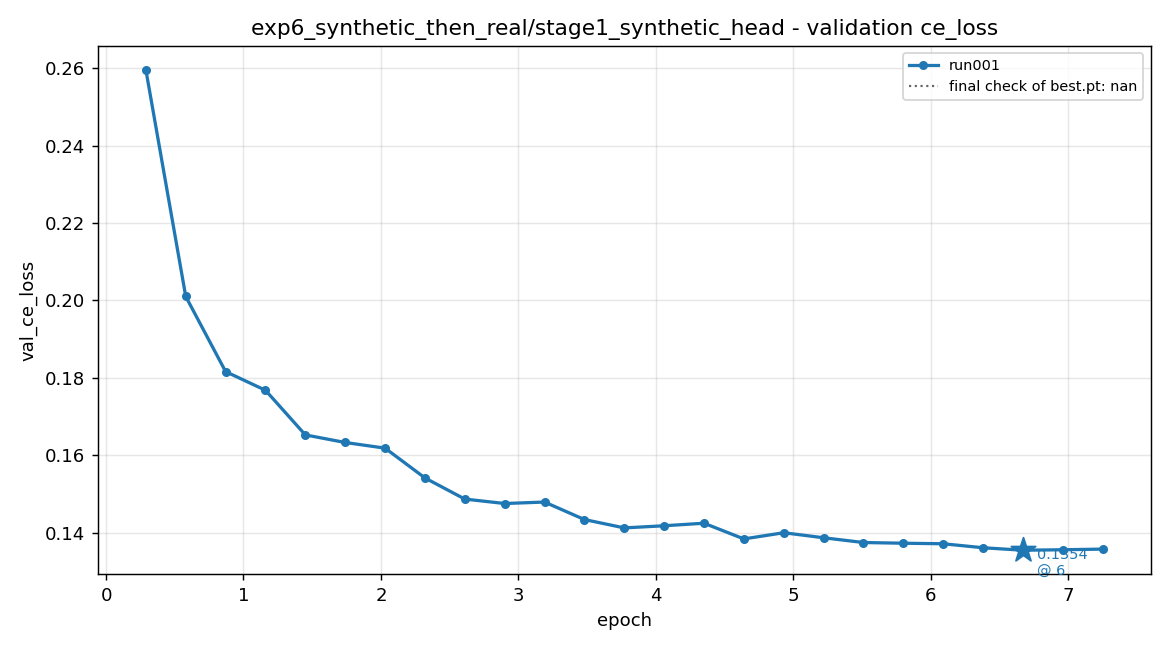 exp6_synthetic_then_real/stage1_synthetic_head - validation ce_loss
run001
final check of best.pt: nan
val_ce_loss
0.26
0.24
0.22
0.20
0.18
0.16
0.14
0.1354
@ 6
0 1 2 3 4 5 6 7
epoch